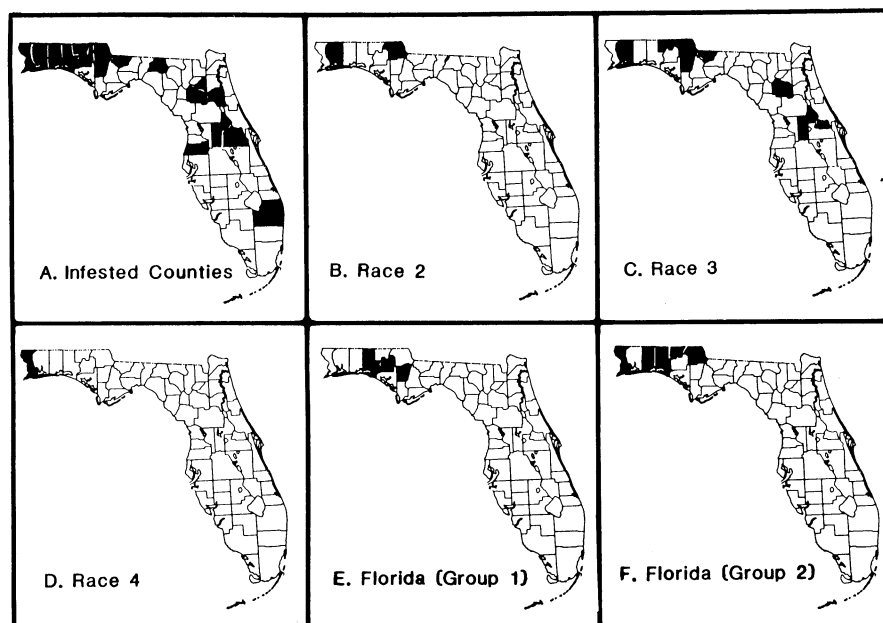 A. Infested Counties
B. Race 2
C. Race 3
D. Race 4
E. Florida (Group 1)
F. Florida (Group 2)